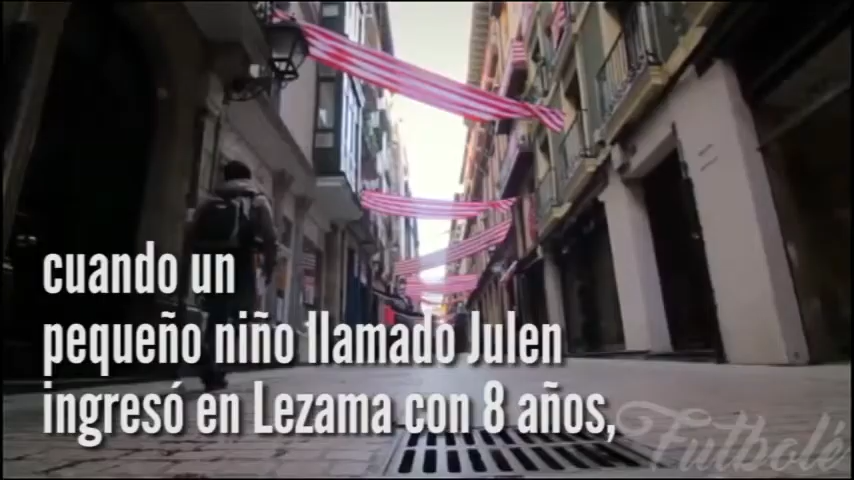 cuando un
pequeño niño llamado Julen
ingresó en Lezama con 8 años,
Futbolé